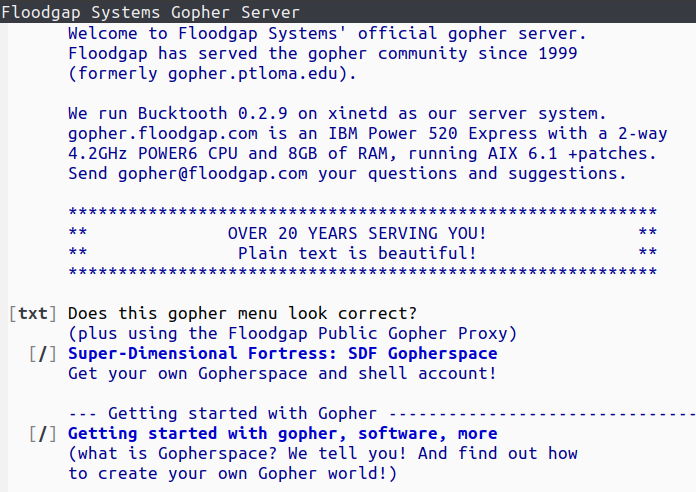 Floodgap Systems Gopher Server
Welcome to Floodgap Systems' official gopher server.
Floodgap has served the gopher community since 1999
(formerly gopher.ptloma.edu).
We run Bucktooth 0.2.9 on xinetd as our server system.
gopher.floodgap.com is an IBM Power 520 Express with a 2-way
4.2GHz POWER6 CPU and 8GB of RAM, running AIX 6.1 +patches.
Send gopher@floodgap.com your questions and suggestions.
***********************************************************
** OVER 20 YEARS SERVING YOU! **
** Plain text is beautiful! **
***********************************************************
[txt] Does this gopher menu look correct?
(plus using the Floodgap Public Gopher Proxy)
[/] Super-Dimensional Fortress: SDF Gopherspace
Get your own Gopherspace and shell account!
--- Getting started with Gopher -------------------------------
[/] Getting started with gopher, software, more
(what is Gopherspace? We tell you! And find out how
to create your own Gopher world!)